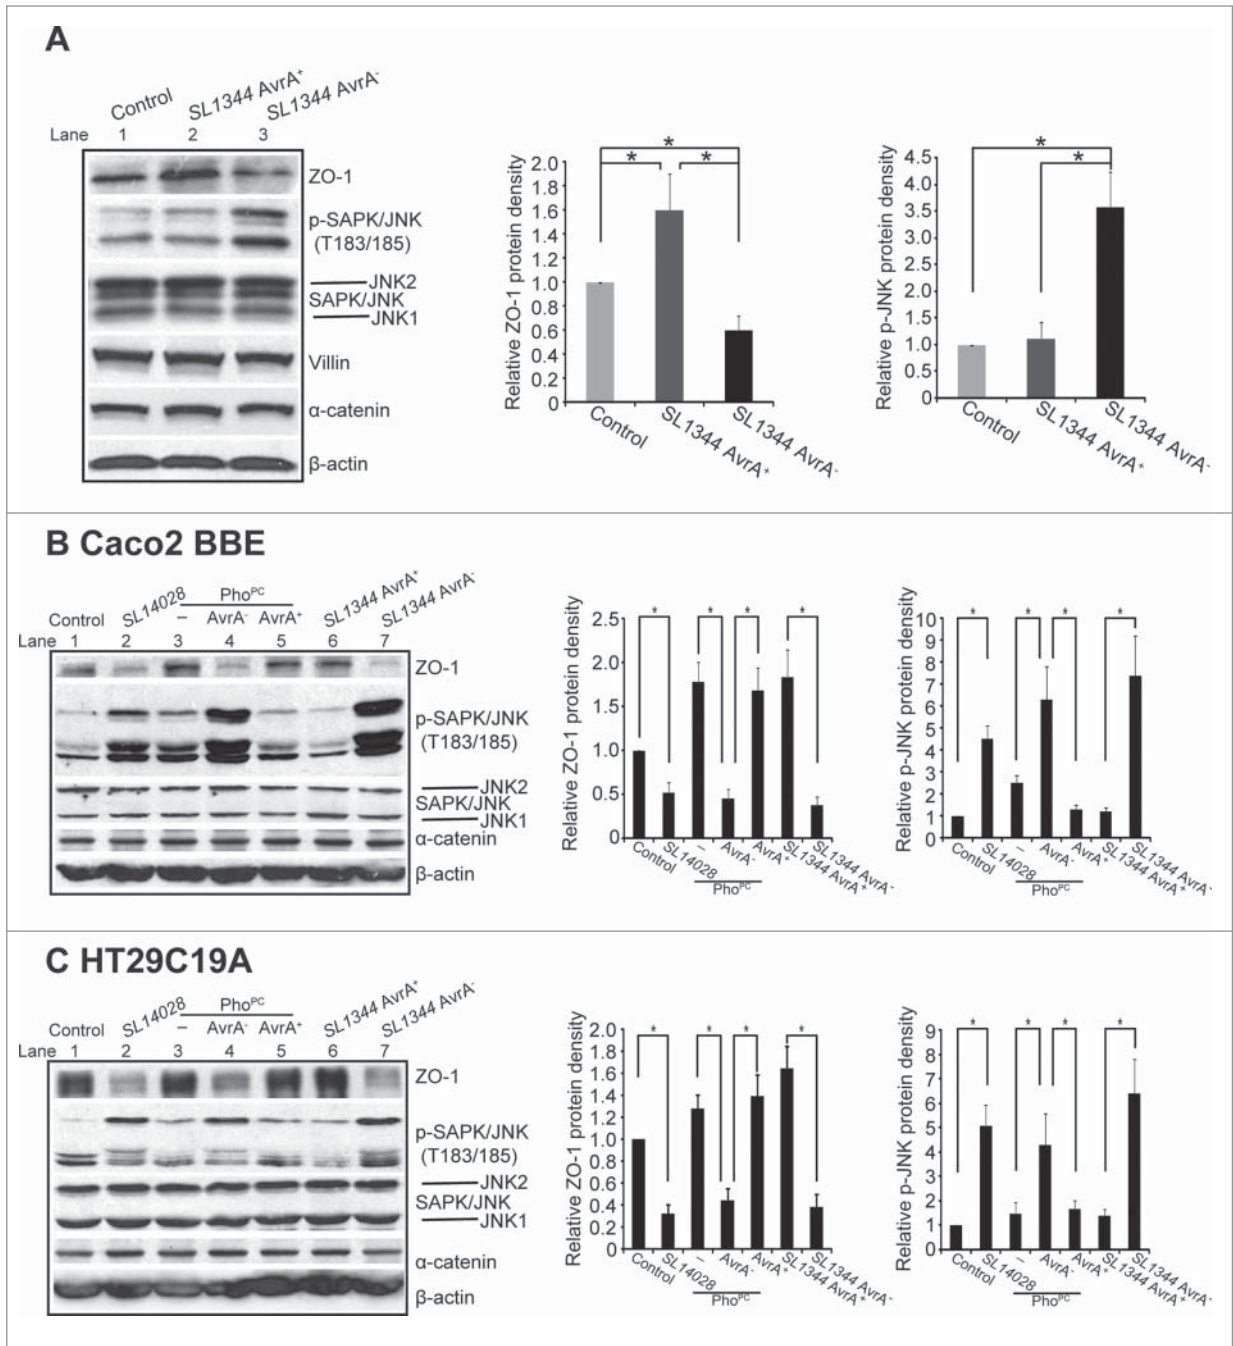 A
Control SL1344 AvrA⁺ SL1344 AvrA⁻
Lane 1 2 3
ZO-1
p-SAPK/JNK
(T183/185)
JNK2
SAPK/JNK
JNK1
Villin
α-catenin
β-actin
Relative ZO-1 protein density
2.0
1.8
1.6
1.4
1.2
1.0
0.8
0.6
0.4
0.2
0
* * *
Control SL1344 AvrA⁺ SL1344 AvrA⁻
Relative p-JNK protein density
4.5
4.0
3.5
3.0
2.5
2.0
1.5
1.0
0.5
0
* *
Control SL1344 AvrA⁺ SL1344 AvrA⁻
B Caco2 BBE
Control SL14028 – AvrA⁻ AvrA⁺ SL1344 AvrA⁺ SL1344 AvrA⁻
Phoᴾᶜ
Lane 1 2 3 4 5 6 7
ZO-1
p-SAPK/JNK
(T183/185)
JNK2
SAPK/JNK
JNK1
α-catenin
β-actin
Relative ZO-1 protein density
2.5
2.0
1.5
1.0
0.5
0
* * * *
Control SL14028 – AvrA⁻ AvrA⁺ SL1344 AvrA⁺ SL1344 AvrA⁻
Phoᴾᶜ
Relative p-JNK protein density
10
9
8
7
6
5
4
3
2
1
0
* * * *
Control SL14028 – AvrA⁻ AvrA⁺ SL1344 AvrA⁺ SL1344 AvrA⁻
Phoᴾᶜ
C HT29C19A
Control SL14028 – AvrA⁻ AvrA⁺ SL1344 AvrA⁺ SL1344 AvrA⁻
Phoᴾᶜ
Lane 1 2 3 4 5 6 7
ZO-1
p-SAPK/JNK
(T183/185)
JNK2
SAPK/JNK
JNK1
α-catenin
β-actin
Relative ZO-1 protein density
2.0
1.8
1.6
1.4
1.2
1.0
0.8
0.6
0.4
0.2
0
* * * *
Control SL14028 – AvrA⁻ AvrA⁺ SL1344 AvrA⁺ SL1344 AvrA⁻
Phoᴾᶜ
Relative p-JNK protein density
9
8
7
6
5
4
3
2
1
0
* * * *
Control SL14028 – AvrA⁻ AvrA⁺ SL1344 AvrA⁺ SL1344 AvrA⁻
Phoᴾᶜ